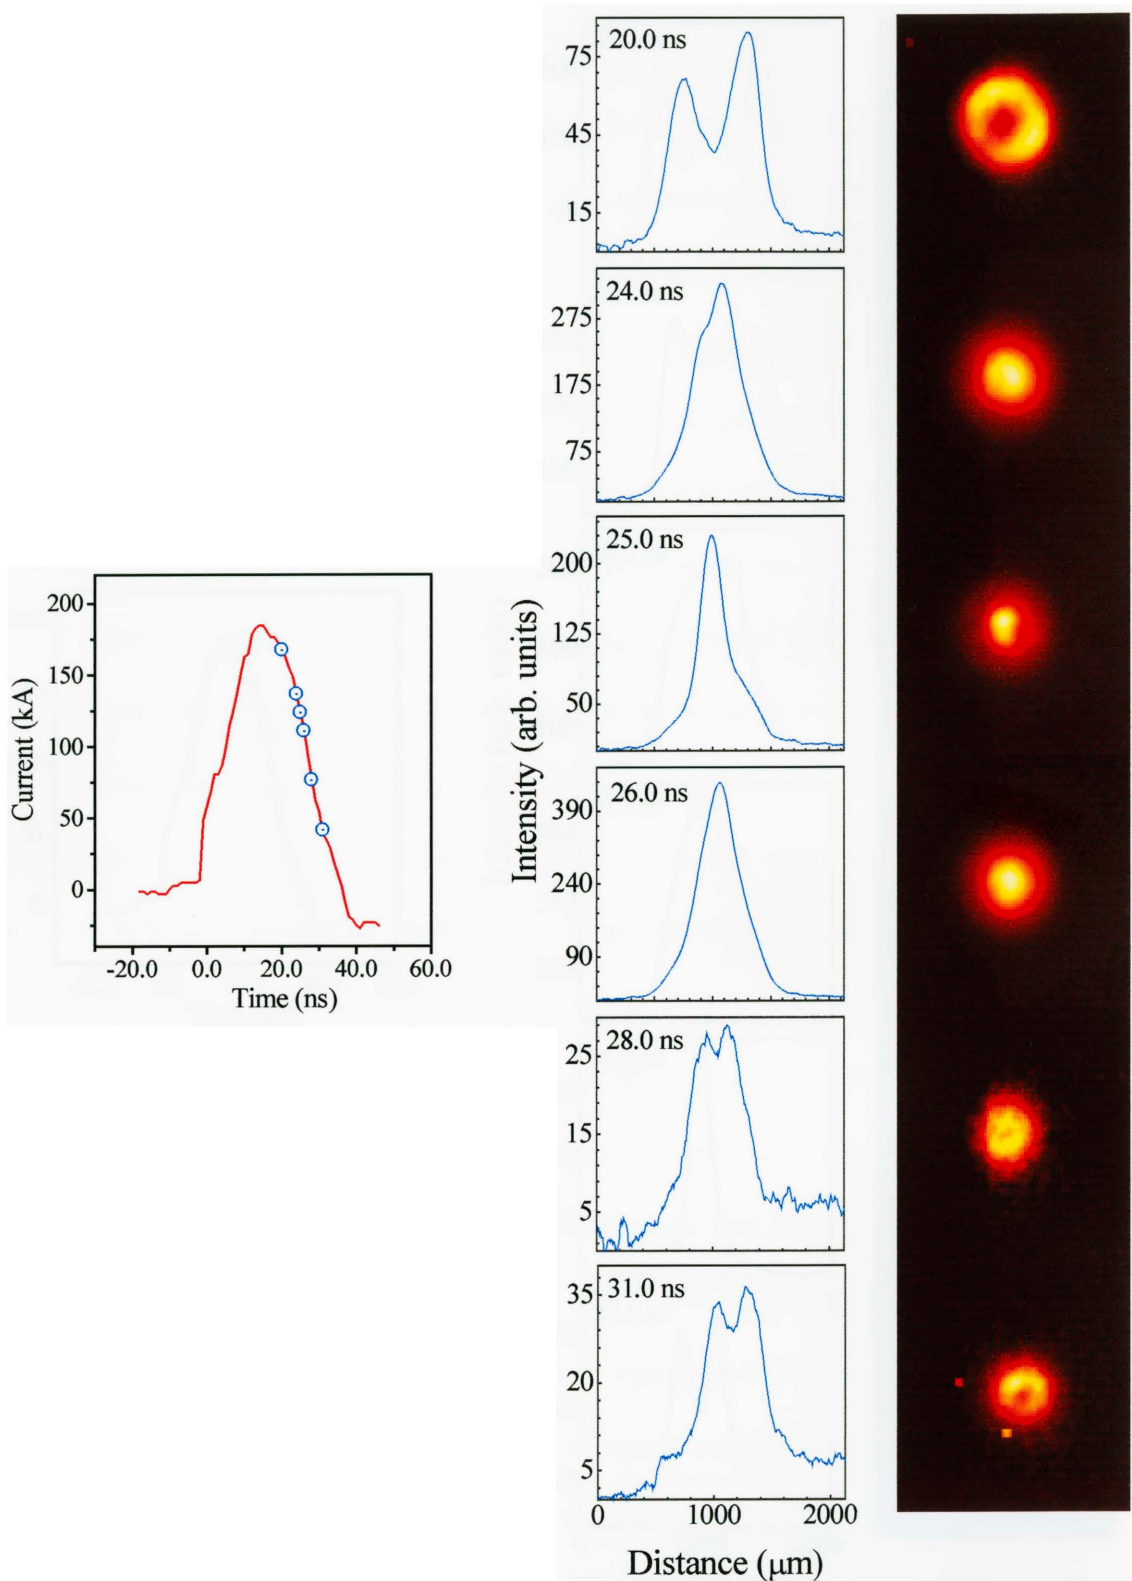 20.0 ns
75
45
15
24.0 ns
275
175
75
25.0 ns
200
125
50
26.0 ns
390
240
90
28.0 ns
25
15
5
31.0 ns
35
20
5
0 1000 2000
Distance (μm)
Intensity (arb. units)
200
150
100
50
0
-20.0 0.0 20.0 40.0 60.0
Time (ns)
Current (kA)